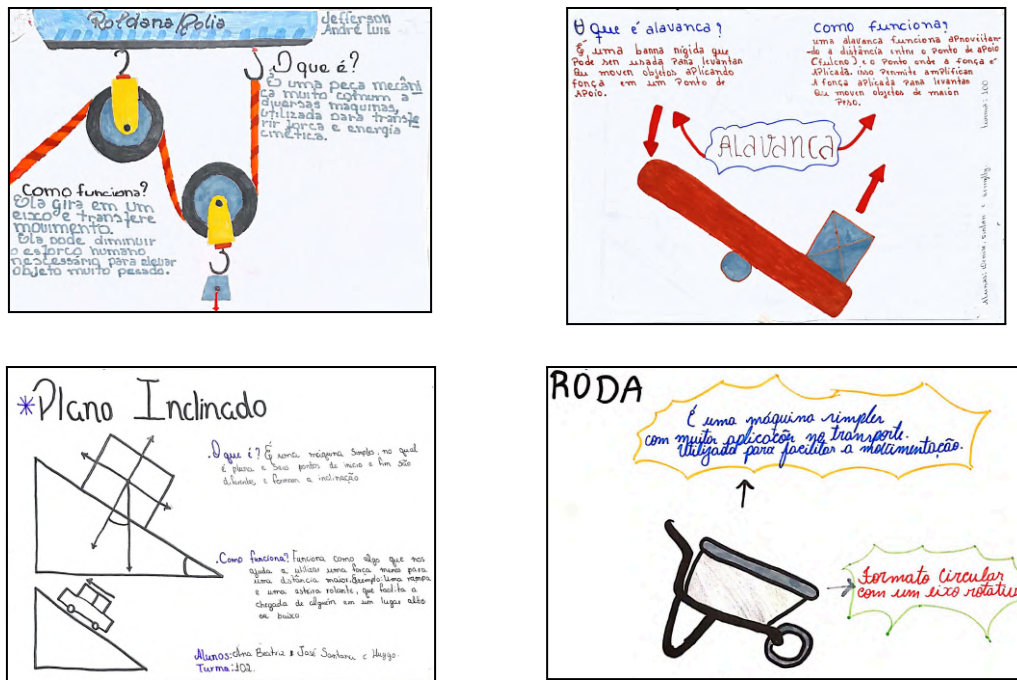 Roldana/Polia
Jefferson
André Luis
O que é?
É uma peça mecâni
ca muito comum a
diversas máquinas,
utilizada para transfe
rir força e energia
cinética.
Como funciona?
Ela gira em um
eixo e transfere
movimento.
Ela pode diminuir
o esforço humano
nescessário para elevar
objeto muito pesado.
O que é alavanca?
É uma barra rígida que
Pode ser usada para levantar
ou mover objetos aplicando
força em um Ponto de
APoio.
Como funciona?
uma alavanca funciona aproveitan-
do a distância entre o Ponto de apoio
(fulcro) e o Ponto onde a força é
APlicada. isso Permite amplificar
A força aplicada Para levantar
ou mover objetos de maior
Peso.
ALAVANCA
*Plano Inclinado
.O que é? É uma máquina simples, no qual
é plana e seus pontos de início e fim são
diferentes e formam a inclinação
.Como funciona? Funciona como algo que nos
ajuda a utilizar uma força menor para
uma distância maior. Exemplo: Uma rampa
e uma esteira rolante, que facilita a
chegada de alguém em um lugar alto
ou baixo
Alunos: Ana Beatriz e José Santana e Huggo
Turma: 102.
RODA
É uma máquina simples
com muitas aplicações no transporte.
Utilizada para facilitar a movimentação.
Formato circular
com um eixo rotativo